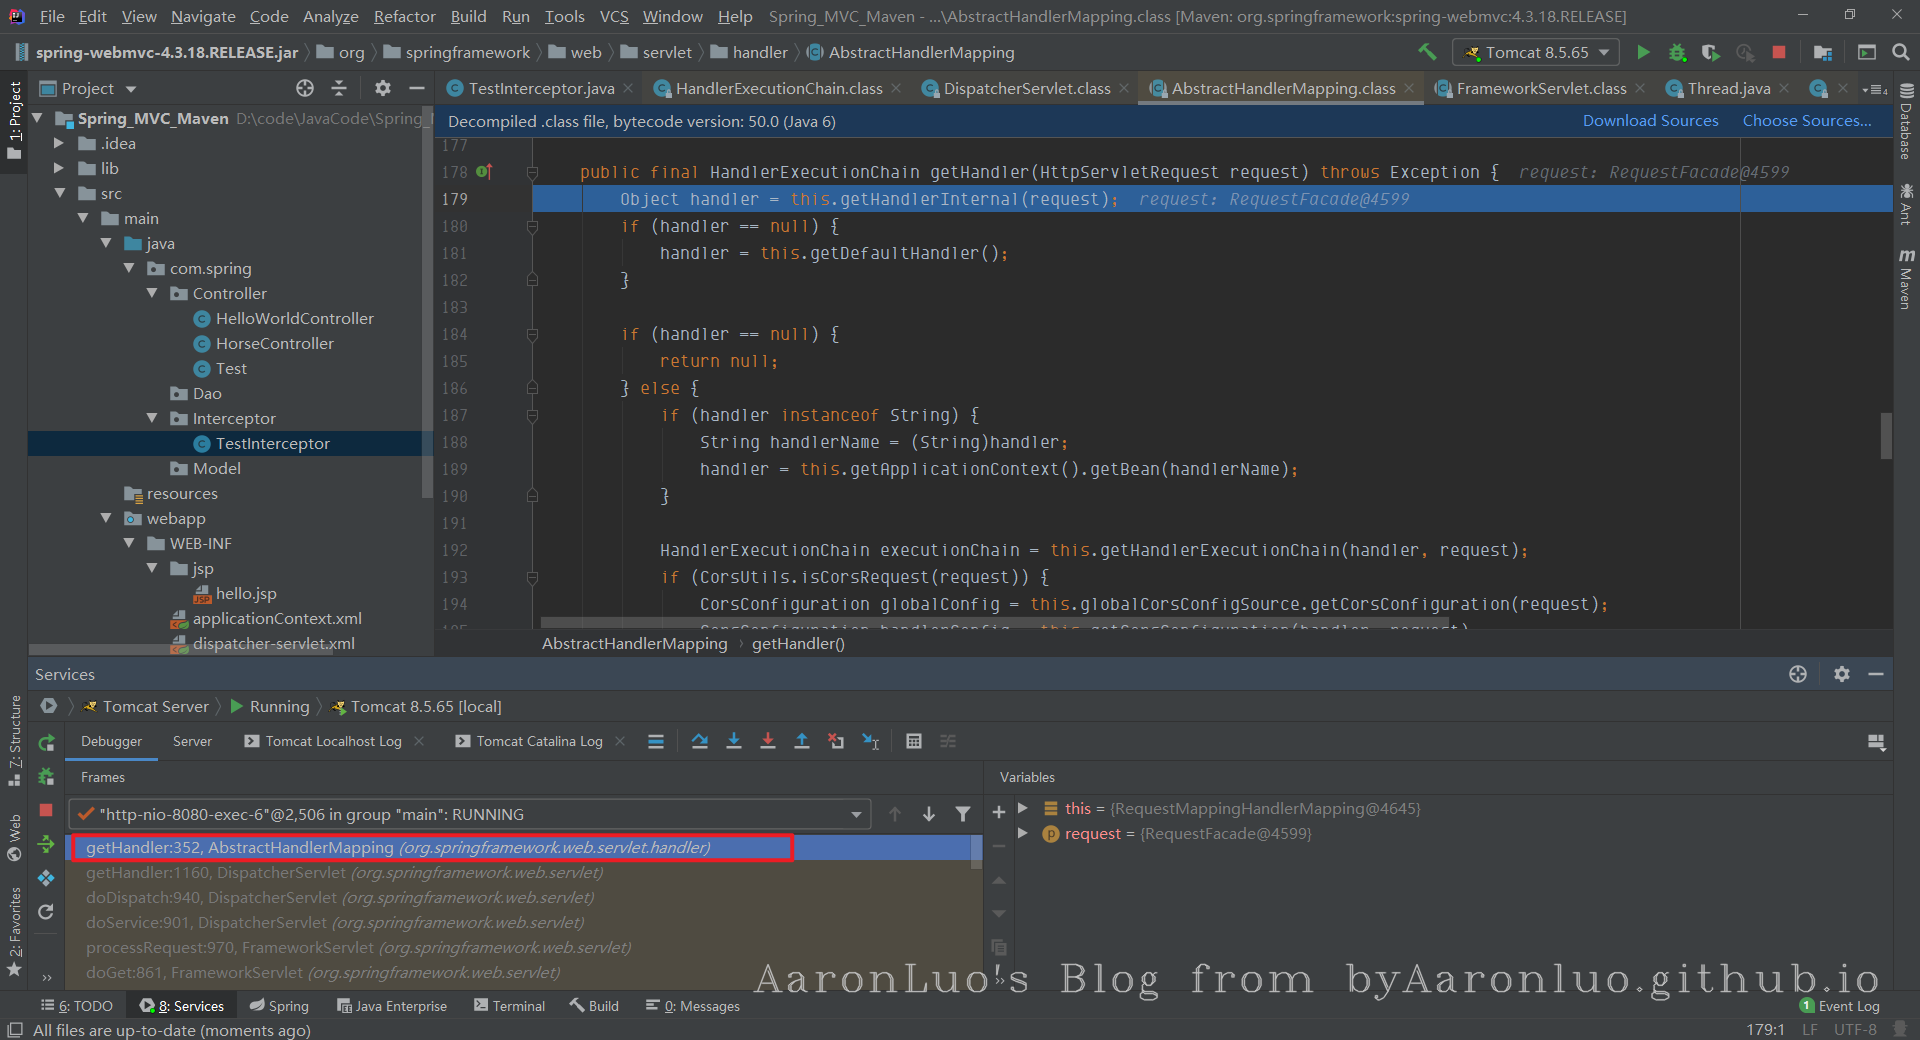 File Edit View Navigate Code Analyze Refactor Build Run Tools VCS Window Help Spring_MVC_Maven - ...\AbstractHandlerMapping.class [Maven: org.springframework:spring-webmvc:4.3.18.RELEASE]
spring-webmvc-4.3.18.RELEASE.jar org springframework web servlet handler AbstractHandlerMapping Tomcat 8.5.65
Project TestInterceptor.java HandlerExecutionChain.class DispatcherServlet.class AbstractHandlerMapping.class FrameworkServlet.class Thread.java 4
1: Project
Database
Ant
Maven
Spring_MVC_Maven D:\code\JavaCode\Spring_
.idea
lib
src
main
java
com.spring
Controller
HelloWorldController
HorseController
Test
Dao
Interceptor
TestInterceptor
Model
resources
webapp
WEB-INF
jsp
hello.jsp
applicationContext.xml
dispatcher-servlet.xml
Decompiled .class file, bytecode version: 50.0 (Java 6) Download Sources Choose Sources...
177
178 public final HandlerExecutionChain getHandler(HttpServletRequest request) throws Exception { request: RequestFacade@4599
179 Object handler = this.getHandlerInternal(request); request: RequestFacade@4599
180 if (handler == null) {
181 handler = this.getDefaultHandler();
182 }
183
184 if (handler == null) {
185 return null;
186 } else {
187 if (handler instanceof String) {
188 String handlerName = (String)handler;
189 handler = this.getApplicationContext().getBean(handlerName);
190 }
191
192 HandlerExecutionChain executionChain = this.getHandlerExecutionChain(handler, request);
193 if (CorsUtils.isCorsRequest(request)) {
194 CorsConfiguration globalConfig = this.globalCorsConfigSource.getCorsConfiguration(request);
AbstractHandlerMapping getHandler()
Services
Tomcat Server Running Tomcat 8.5.65 [local]
Debugger Server Tomcat Localhost Log Tomcat Catalina Log
Frames
"http-nio-8080-exec-6"@2,506 in group "main": RUNNING
getHandler:352, AbstractHandlerMapping (org.springframework.web.servlet.handler)
getHandler:1160, DispatcherServlet (org.springframework.web.servlet)
doDispatch:940, DispatcherServlet (org.springframework.web.servlet)
doService:901, DispatcherServlet (org.springframework.web.servlet)
processRequest:970, FrameworkServlet (org.springframework.web.servlet)
doGet:861, FrameworkServlet (org.springframework.web.servlet)
Variables
this = {RequestMappingHandlerMapping@4645}
request = {RequestFacade@4599}
Z: Structure
Web
2: Favorites
AaronLuo's Blog from byAaronluo.github.io
6: TODO 8: Services Spring Java Enterprise Terminal Build 0: Messages 1 Event Log
All files are up-to-date (moments ago) 179:1 LF UTF-8